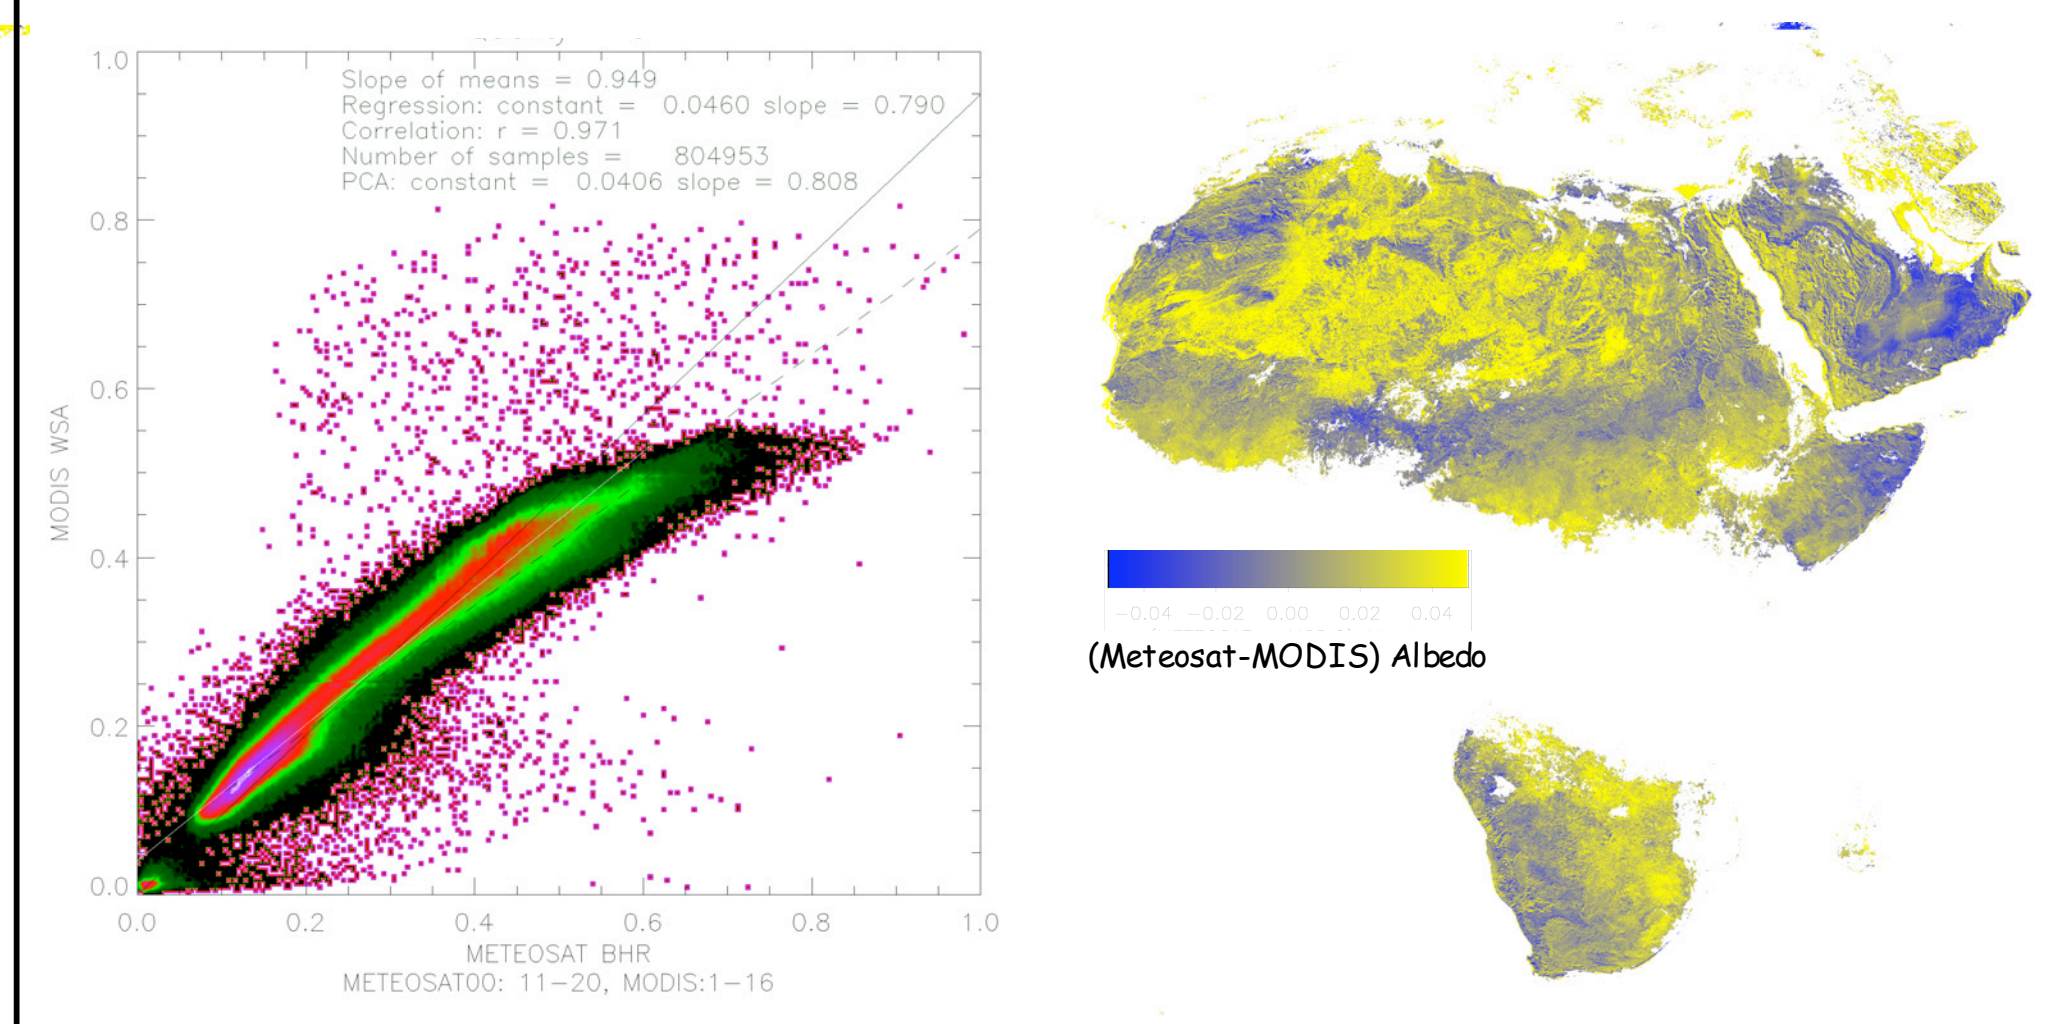 1.0
0.8
0.6
0.4
0.2
0.0
MODIS WSA
Slope of means = 0.949
Regression: constant = 0.0460 slope = 0.790
Correlation: r = 0.971
Number of samples = 804953
PCA: constant = 0.0406 slope = 0.808
0.0 0.2 0.4 0.6 0.8 1.0
METEOSAT BHR
METEOSAT00: 11-20, MODIS:1-16
-0.04 -0.02 0.00 0.02 0.04
(Meteosat-MODIS) Albedo